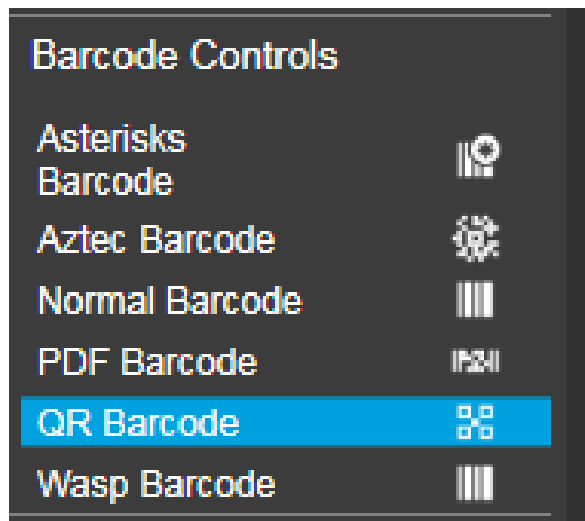 Barcode Controls
Asterisks
Barcode
Aztec Barcode
Normal Barcode
PDF Barcode
QR Barcode
Wasp Barcode